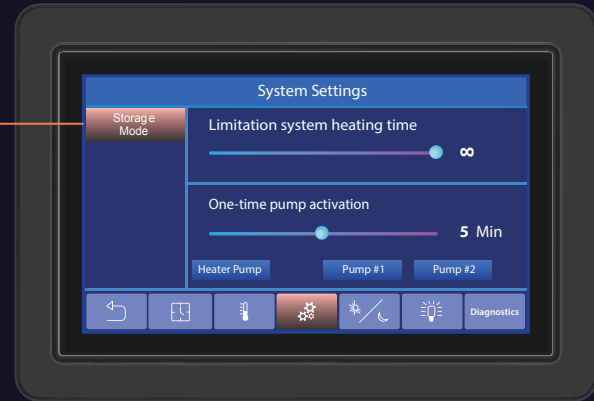 System Settings
Storage
Mode
Limitation system heating time
∞
One-time pump activation
5 Min
Heater Pump
Pump #1
Pump #2
Diagnostics